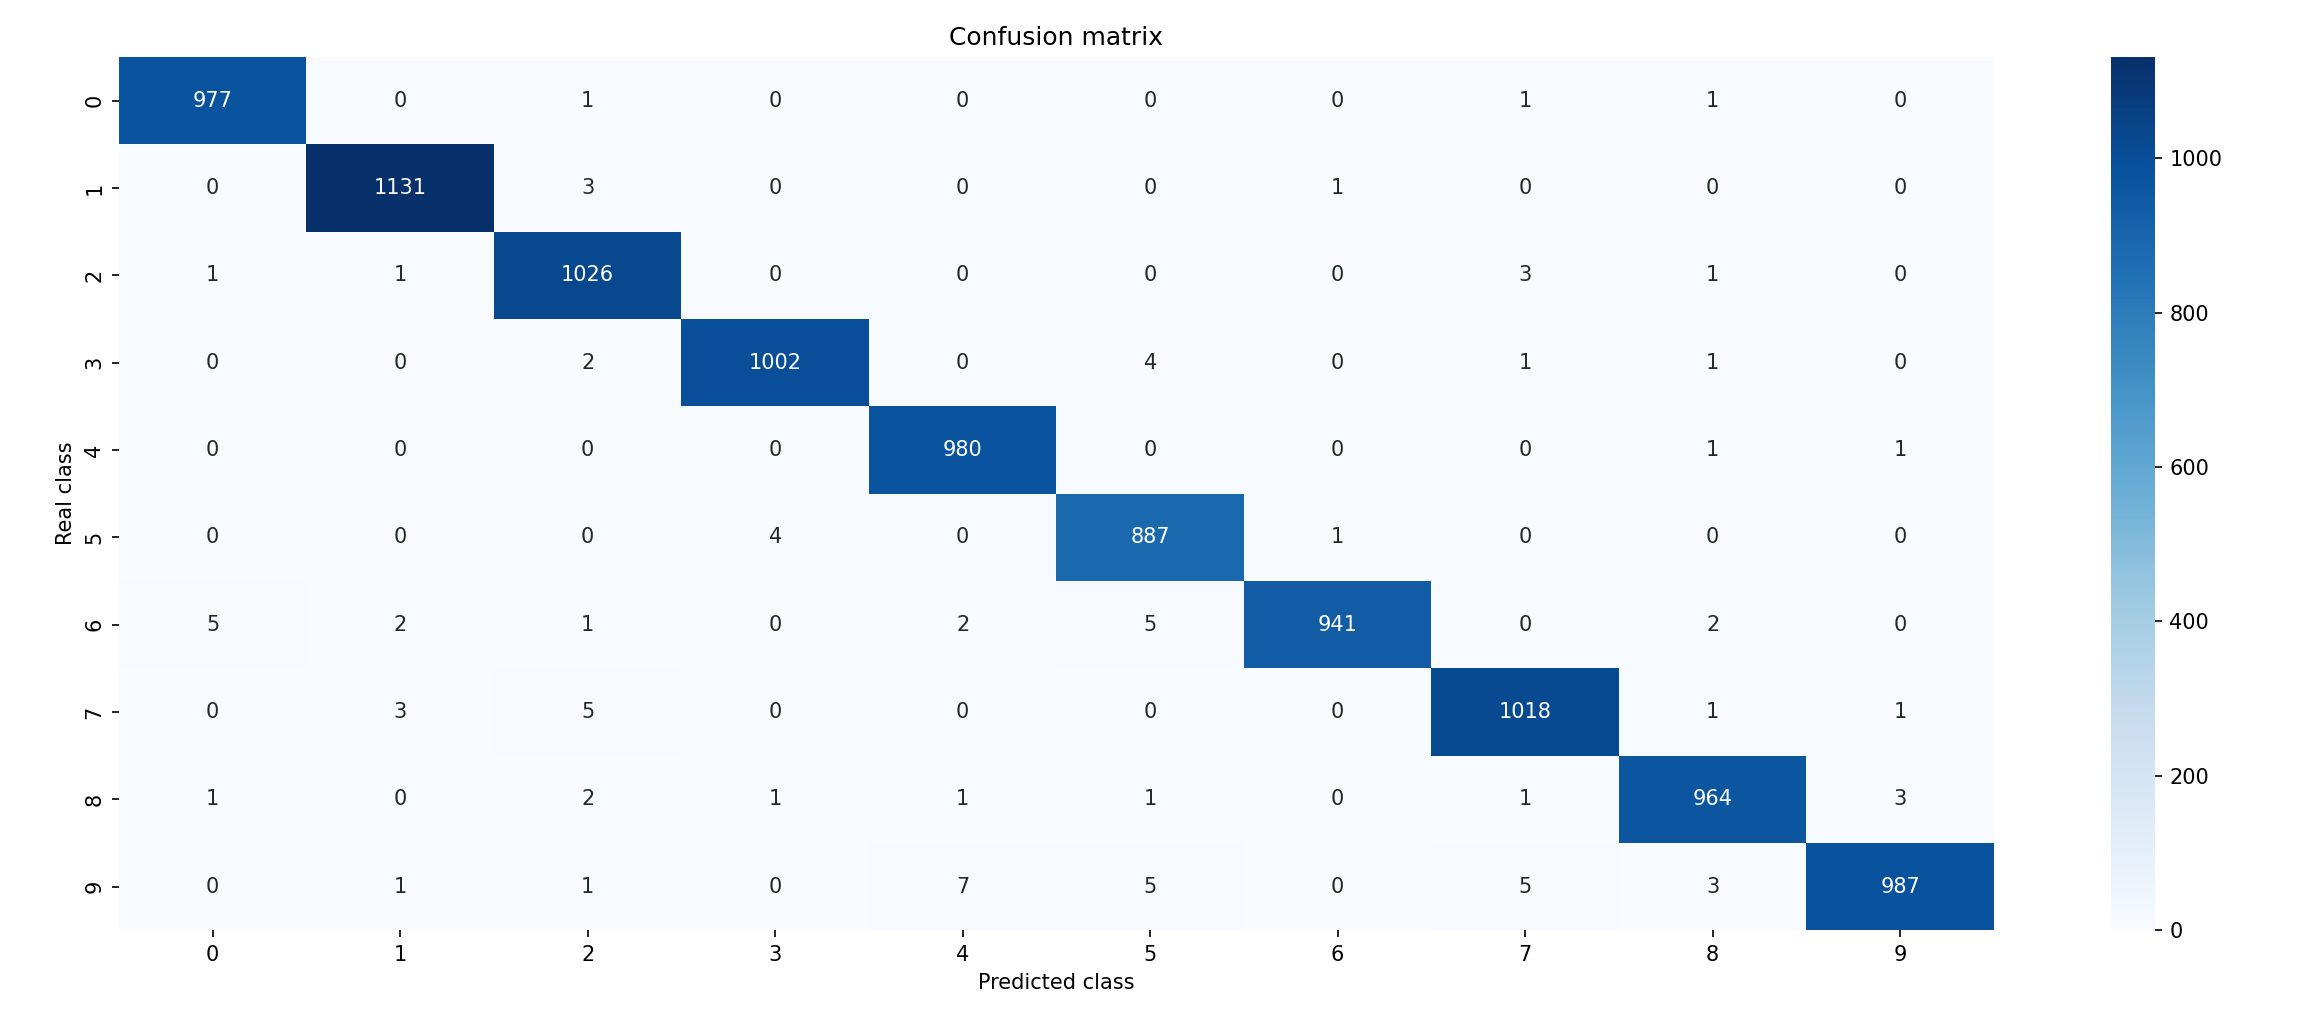 Confusion matrix
0 977 0 1 0 0 0 0 1 1 0
1 0 1131 3 0 0 0 1 0 0 0
2 1 1 1026 0 0 0 0 3 1 0
3 0 0 2 1002 0 4 0 1 1 0
4 0 0 0 0 980 0 0 0 1 1
5 0 0 0 4 0 887 1 0 0 0
6 5 2 1 0 2 5 941 0 2 0
7 0 3 5 0 0 0 0 1018 1 1
8 1 0 2 1 1 1 0 1 964 3
9 0 1 1 0 7 5 0 5 3 987
0 1 2 3 4 5 6 7 8 9
Predicted class
Real class
1000
800
600
400
200
0